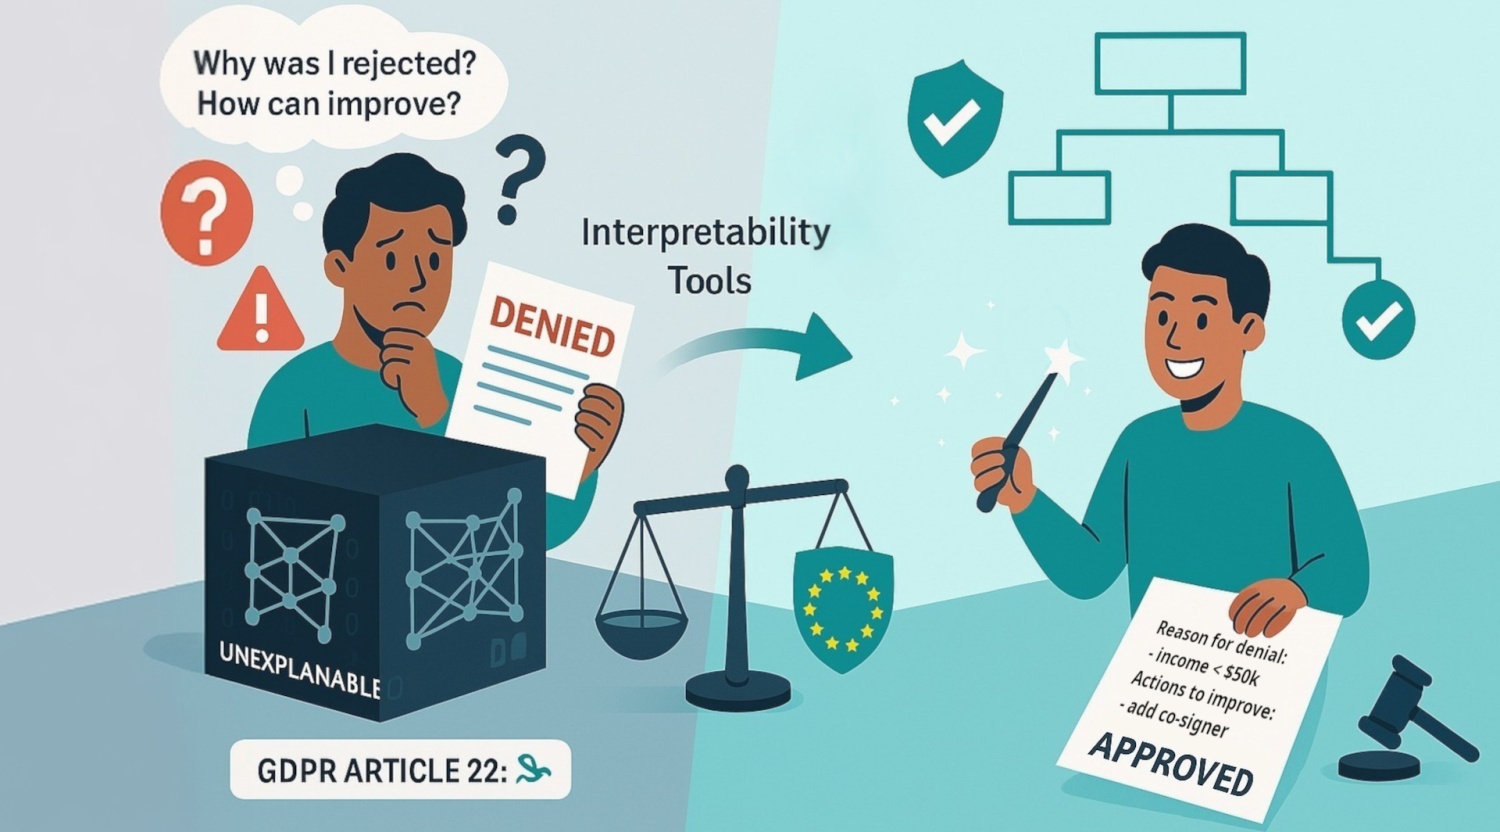 Why was I rejected?
How can improve?
DENIED
Interpretability
Tools
UNEXPLANABLE
GDPR ARTICLE 22:
Reason for denial:
- income < $50k
Actions to improve:
- add co-signer
APPROVED